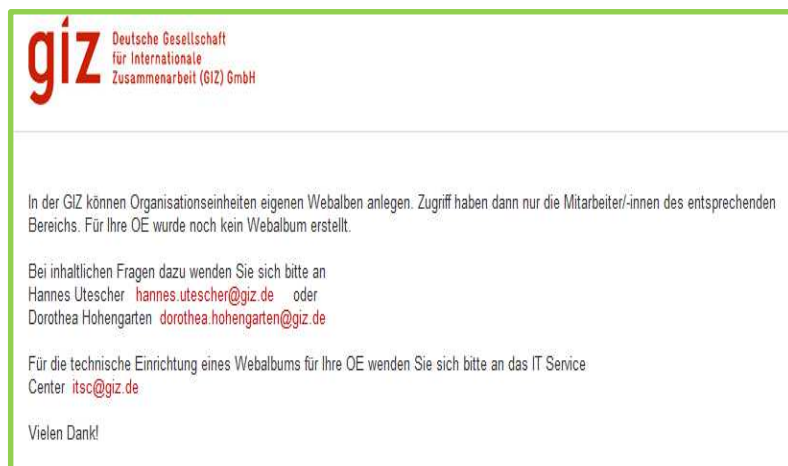 giz
Deutsche Gesellschaft
für Internationale
Zusammenarbeit (GIZ) GmbH
In der GIZ können Organisationseinheiten eigenen Webalben anlegen. Zugriff haben dann nur die Mitarbeiter/-innen des entsprechenden
Bereichs. Für Ihre OE wurde noch kein Webalbum erstellt.
Bei inhaltlichen Fragen dazu wenden Sie sich bitte an
Hannes Utescher hannes.utescher@giz.de oder
Dorothea Hohengarten dorothea.hohengarten@giz.de
Für die technische Einrichtung eines Webalbums für Ihre OE wenden Sie sich bitte an das IT Service
Center itsc@giz.de
Vielen Dank!